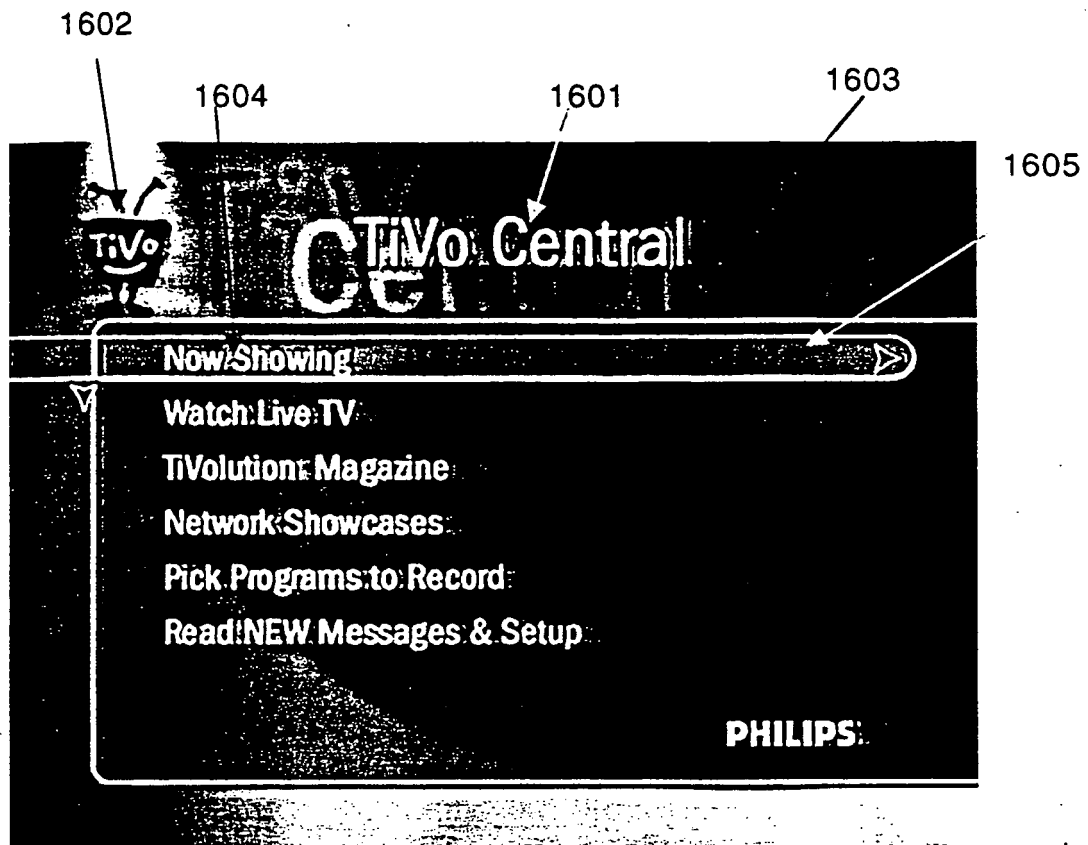 1602
1604
1601
1603
1605
TiVo
TiVo Central
Now Showing
Watch Live TV
TiVolution Magazine
Network Showcases
Pick Programs to Record
Read NEW Messages & Setup
PHILIPS